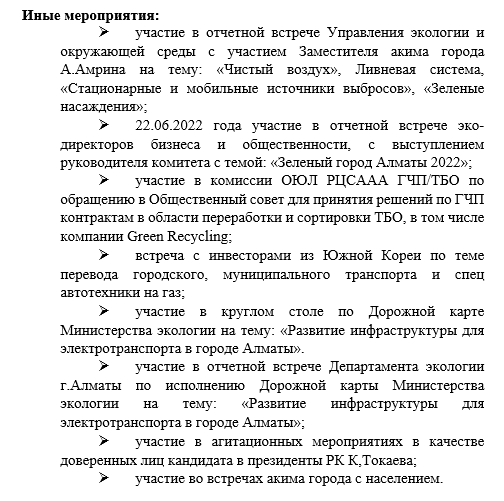 Иные мероприятия:
➢ участие в отчетной встрече Управления экологии и
окружающей среды с участием Заместителя акима города
А.Амрина на тему: «Чистый воздух», Ливневая система,
«Стационарные и мобильные источники выбросов», «Зеленые
насаждения»;
➢ 22.06.2022 года участие в отчетной встрече эко-
директоров бизнеса и общественности, с выступлением
руководителя комитета с темой: «Зеленый город Алматы 2022»;
➢ участие в комиссии ОЮЛ РЦСААА ГЧП/ТБО по
обращению в Общественный совет для принятия решений по ГЧП
контрактам в области переработки и сортировки ТБО, в том числе
компании Green Recycling;
➢ встреча с инвесторами из Южной Кореи по теме
перевода городского, муниципального транспорта и спец
автотехники на газ;
➢ участие в круглом столе по Дорожной карте
Министерства экологии на тему: «Развитие инфраструктуры для
электротранспорта в городе Алматы».
➢ участие в отчетной встрече Департамента экологии
г.Алматы по исполнению Дорожной карты Министерства
экологии на тему: «Развитие инфраструктуры для
электротранспорта в городе Алматы»;
➢ участие в агитационных мероприятиях в качестве
доверенных лиц кандидата в президенты РК К,Токаева;
➢ участие во встречах акима города с населением.